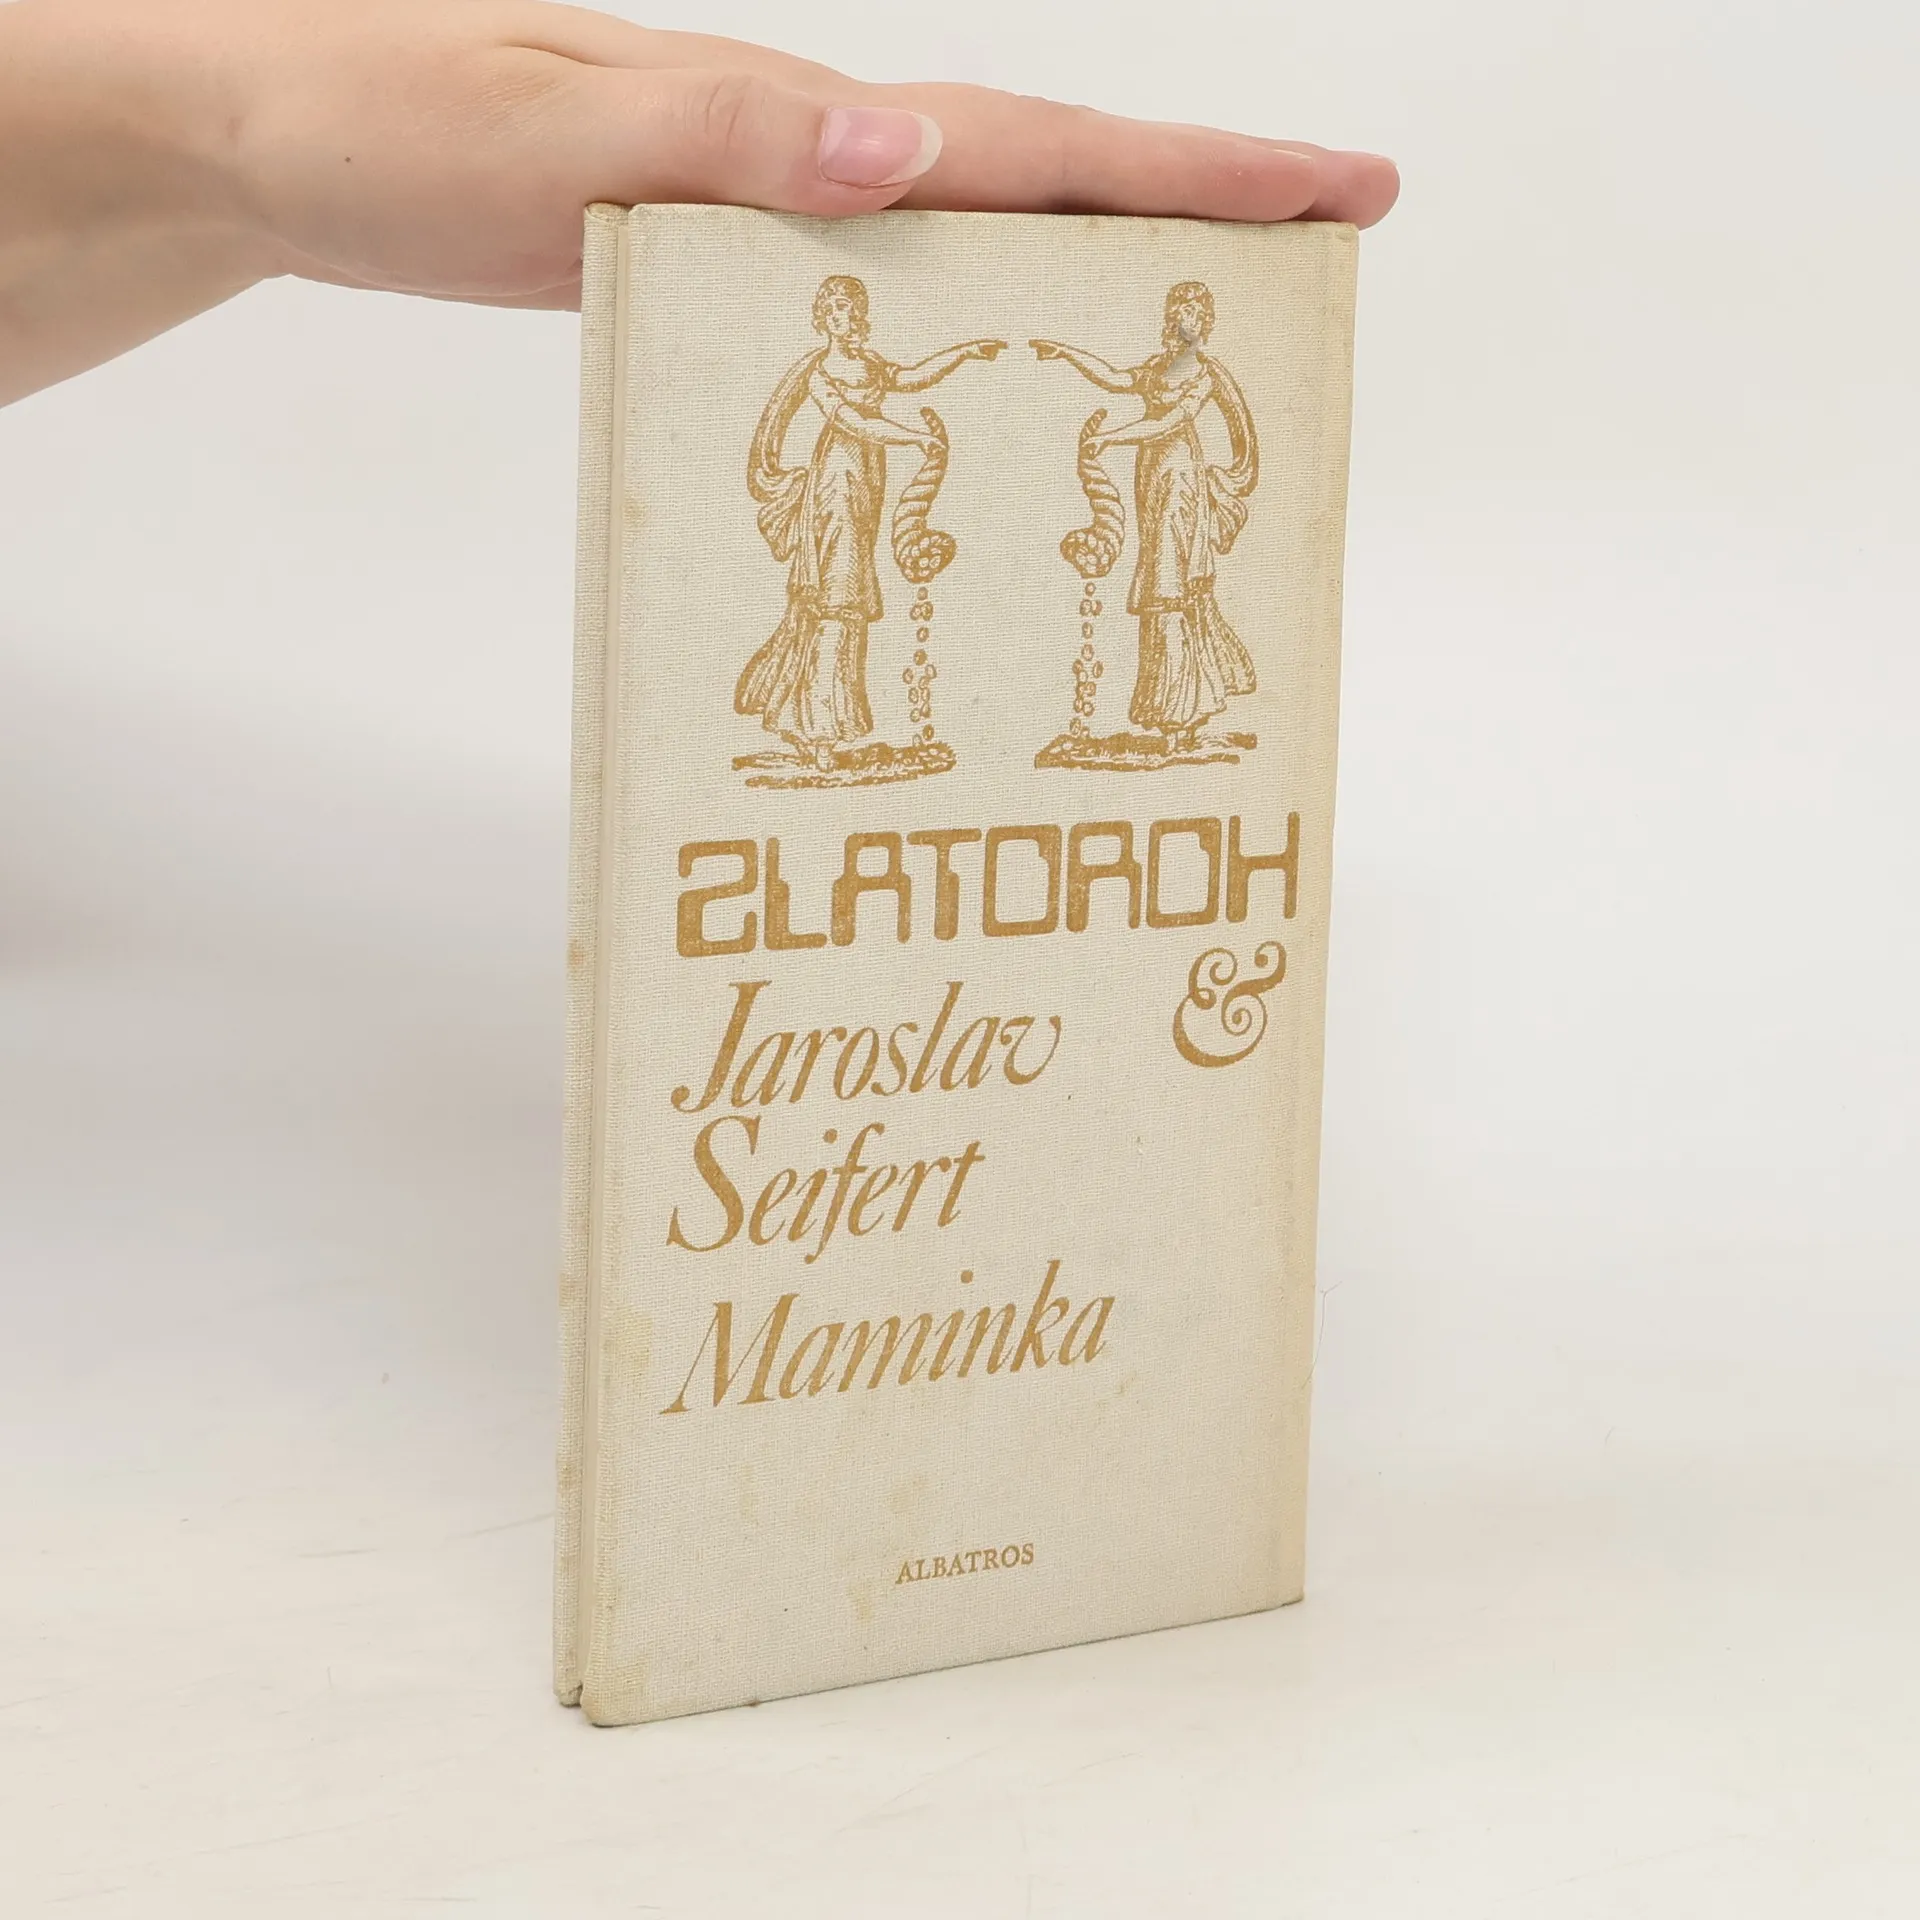 ZLATOROH
&
Jaroslav
Seifert
Maminka
ALBATROS